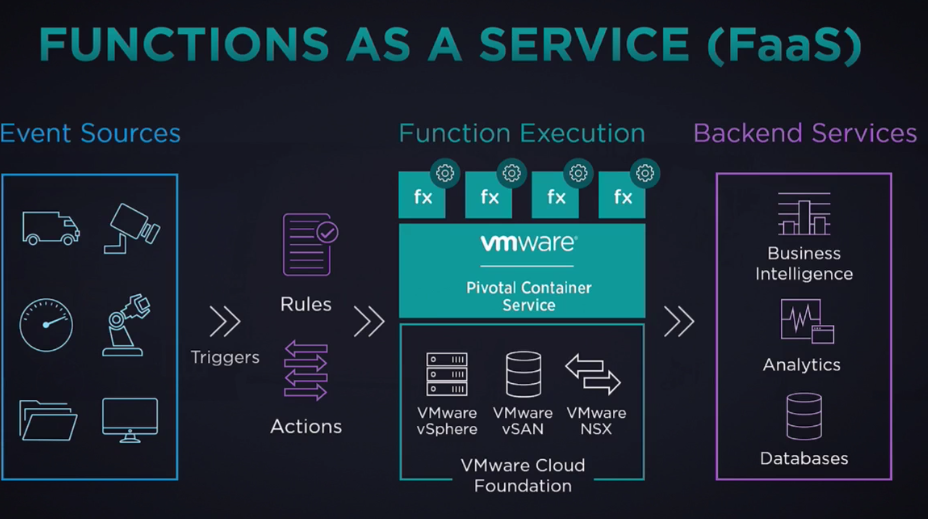 FUNCTIONS AS A SERVICE (FaaS)
Event Sources
Triggers
Rules
Actions
Function Execution
fx fx fx fx
vmware®
Pivotal Container
Service
VMware
vSphere
VMware
vSAN
VMware
NSX
VMware Cloud
Foundation
Backend Services
Business
Intelligence
Analytics
Databases